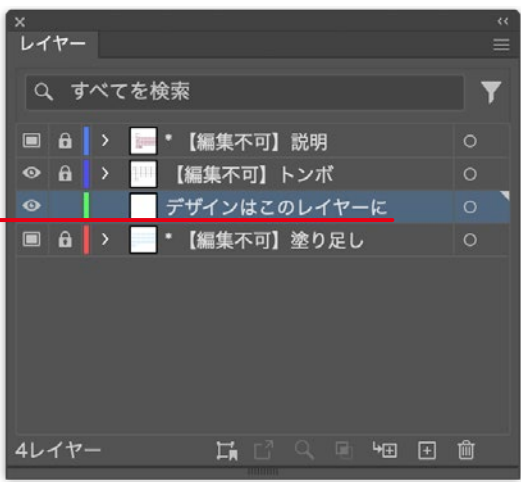 レイヤー
すべてを検索
* 【編集不可】説明
【編集不可】トンボ
デザインはこのレイヤーに
* 【編集不可】塗り足し
4レイヤー